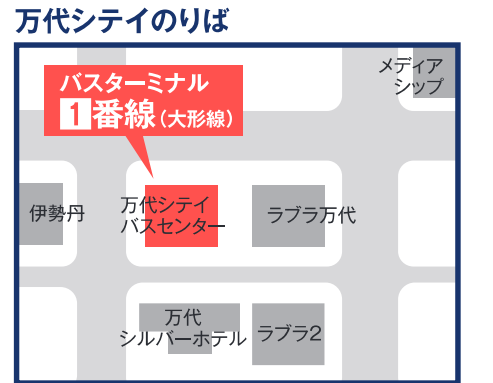 万代シテイのりば
メディア
シップ
バスターミナル
1番線(大形線)
伊勢丹
万代シテイ
バスセンター
ラブラ万代
万代
シルバーホテル
ラブラ2